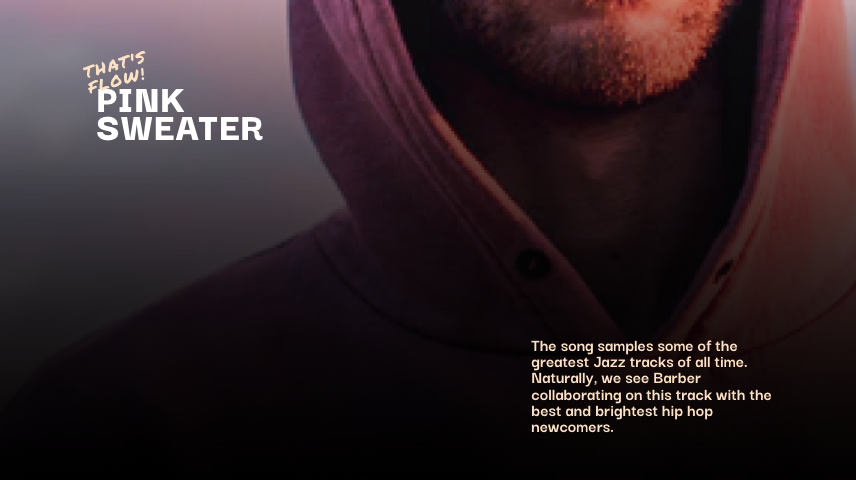 THAT'S
FLOW!
PINK
SWEATER
The song samples some of the
greatest Jazz tracks of all time.
Naturally, we see Barber
collaborating on this track with the
best and brightest hip hop
newcomers.